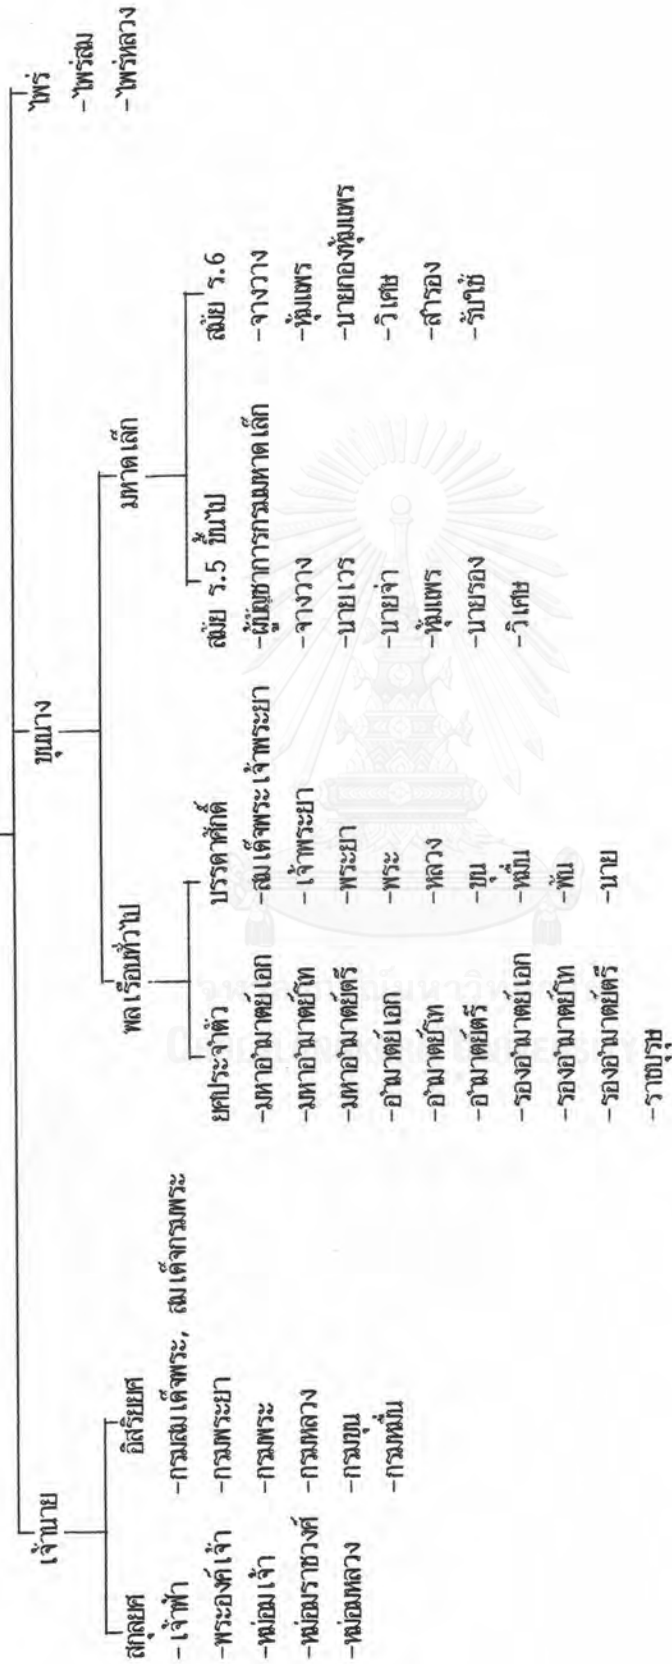 เจ้านาย
สกุลยศ
-เจ้าฟ้า
-พระองค์เจ้า
-หม่อมเจ้า
-หม่อมราชวงศ์
-หม่อมหลวง
อิสริยยศ
-กรมสมเด็จพระ, สมเด็จกรมพระ
-กรมพระยา
-กรมพระ
-กรมหลวง
-กรมขุน
-กรมหมื่น
ขุนนาง
พลเรือนทั่วไป
ยศประจำตัว
-มหาอำมาตย์เอก
-มหาอำมาตย์โท
-มหาอำมาตย์ตรี
-อำมาตย์เอก
-อำมาตย์โท
-อำมาตย์ตรี
-รองอำมาตย์เอก
-รองอำมาตย์โท
-รองอำมาตย์ตรี
-ราชบุรุษ
บรรดาศักดิ์
-สมเด็จพระเจ้าพระยา
-เจ้าพระยา
-พระยา
-พระ
-หลวง
-ขุน
-หมื่น
-พัน
-นาย
มหาดเล็ก
สมัย ร.5 ขึ้นไป
-ผู้บัญชาการกรมมหาดเล็ก
-จางวาง
-นายเวร
-นายจ่า
-หุ้มแพร
-นายรอง
-วิเศษ
สมัย ร.6
-จางวาง
-หุ้มแพร
-นายกองหุ้มแพร
-วิเศษ
-สำรอง
-รับใช้
ไพร่
-ไพร่สม
-ไพร่หลวง
จุฬาลงกรณ์มหาวิทยาลัย
CHULALONGKORN UNIVERSITY